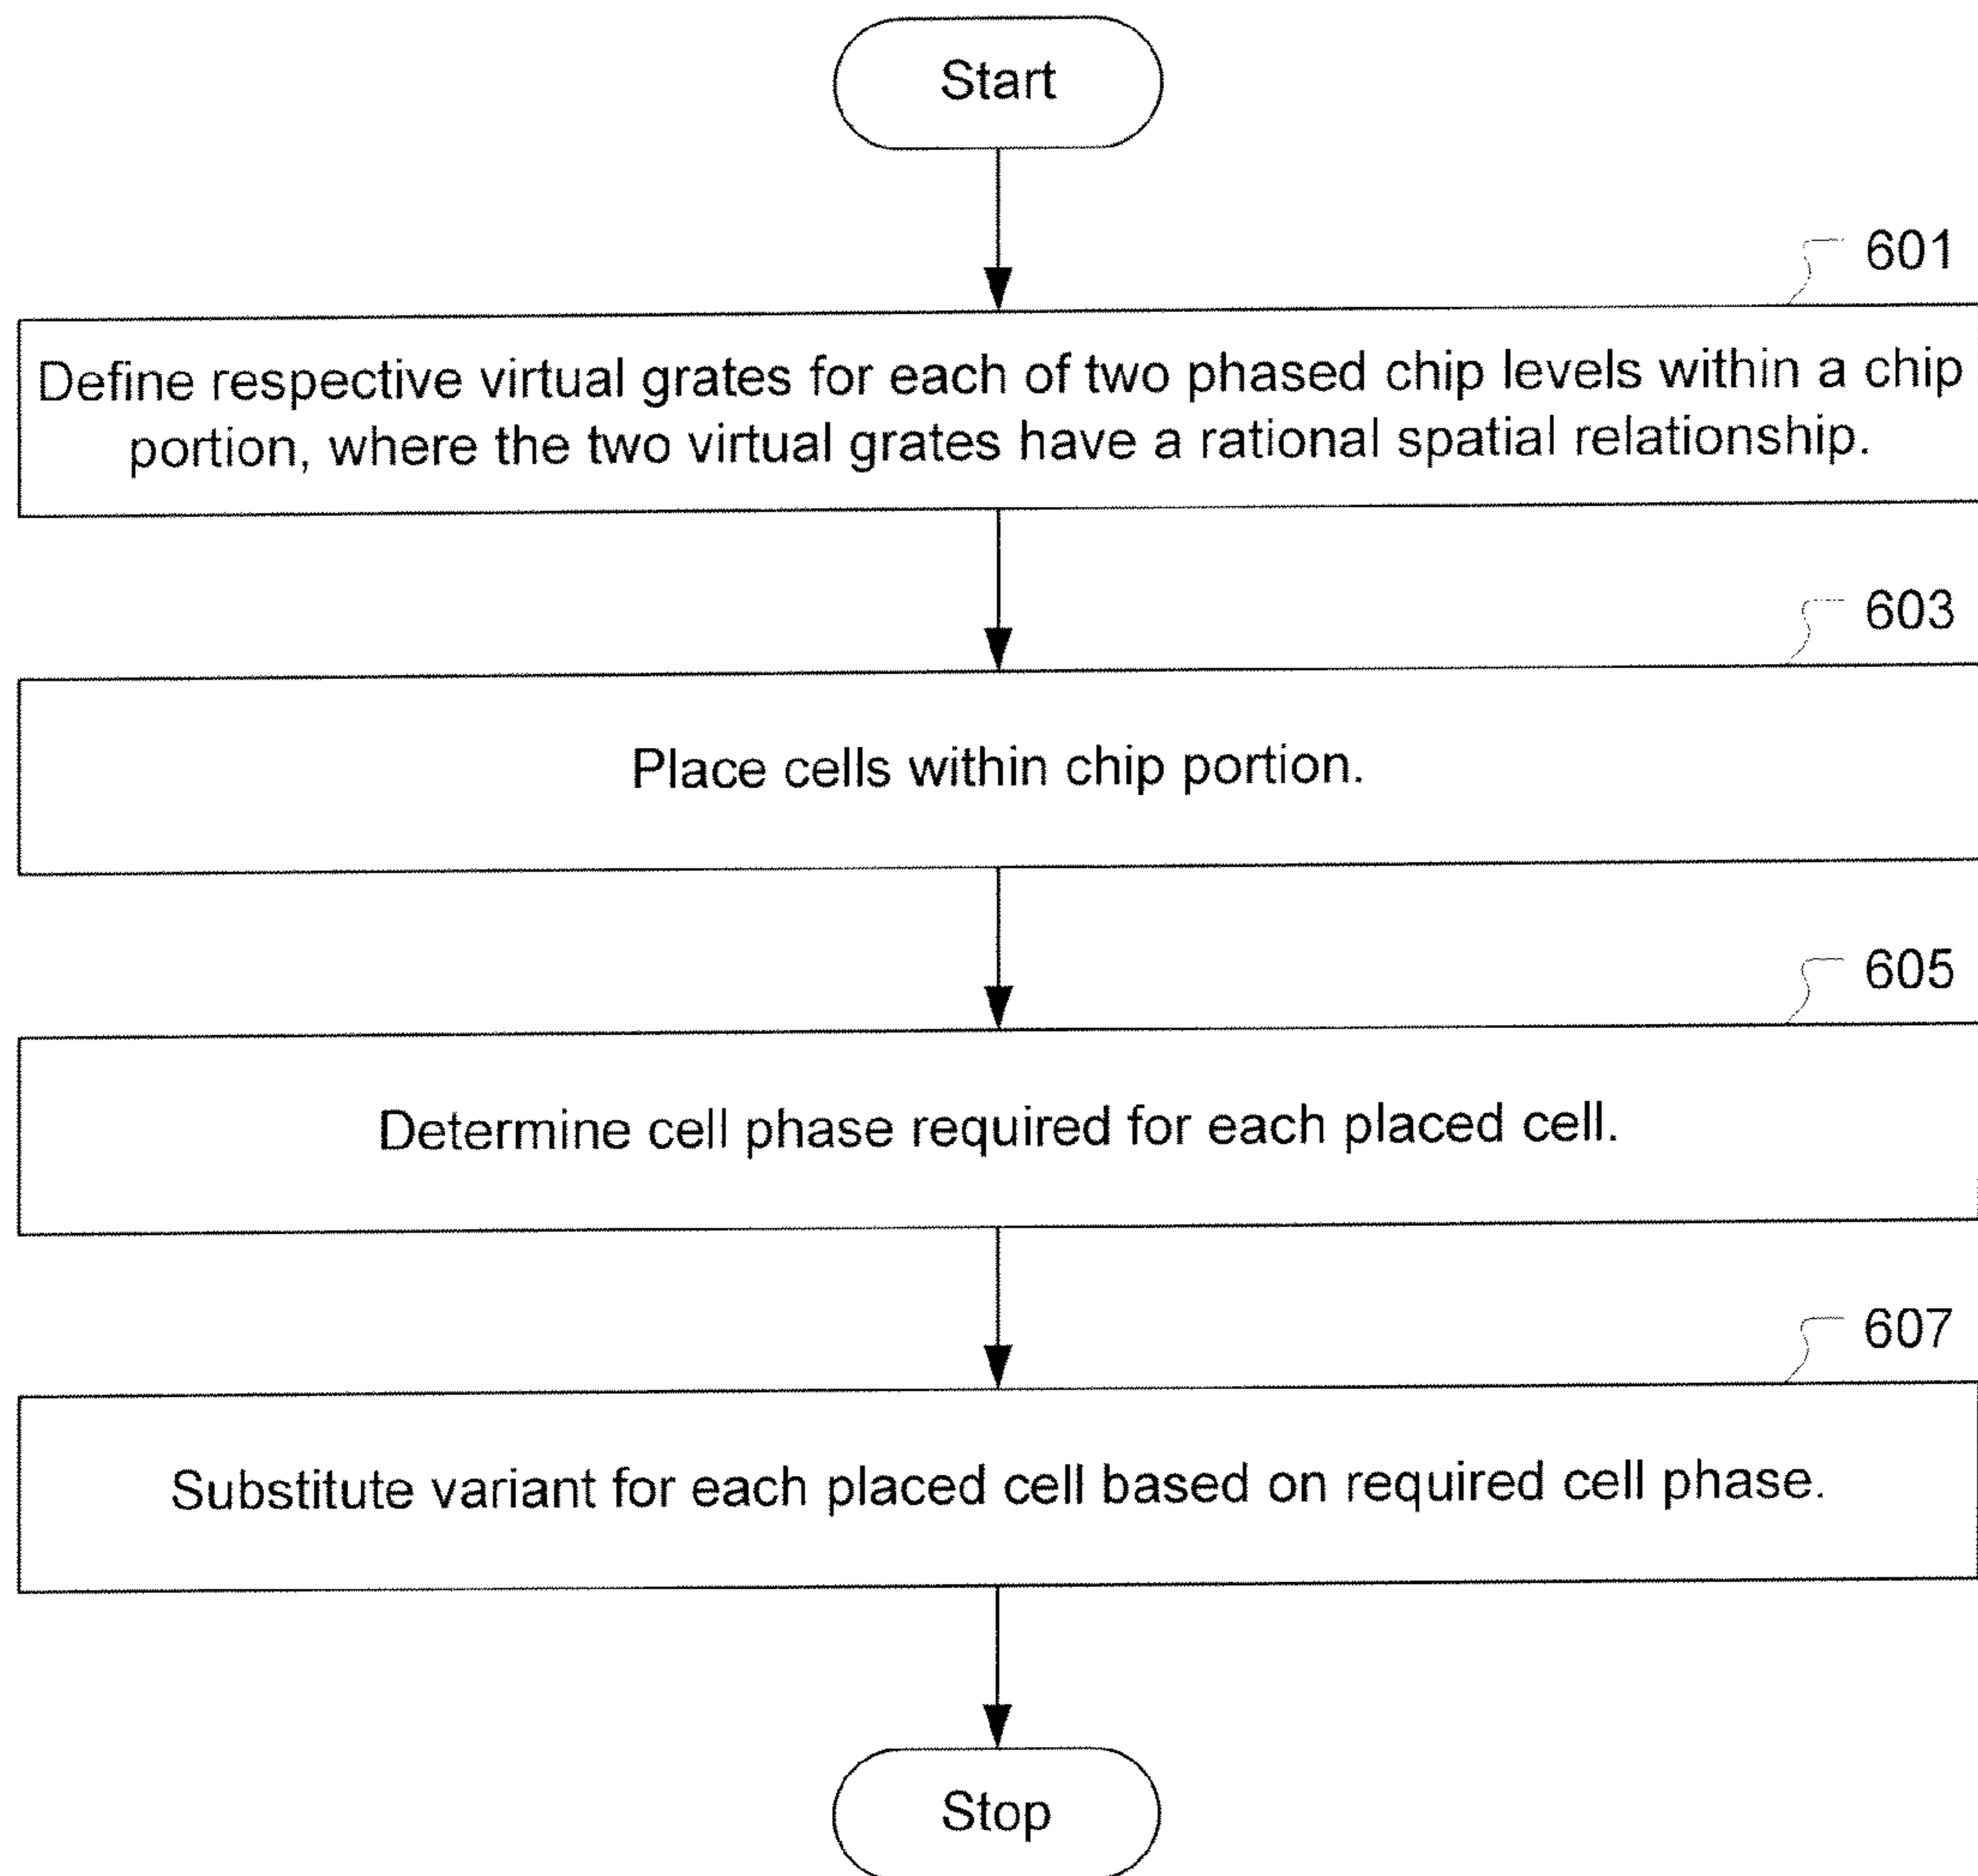 Start
601
Define respective virtual grates for each of two phased chip levels within a chip
portion, where the two virtual grates have a rational spatial relationship.
603
Place cells within chip portion.
605
Determine cell phase required for each placed cell.
607
Substitute variant for each placed cell based on required cell phase.
Stop